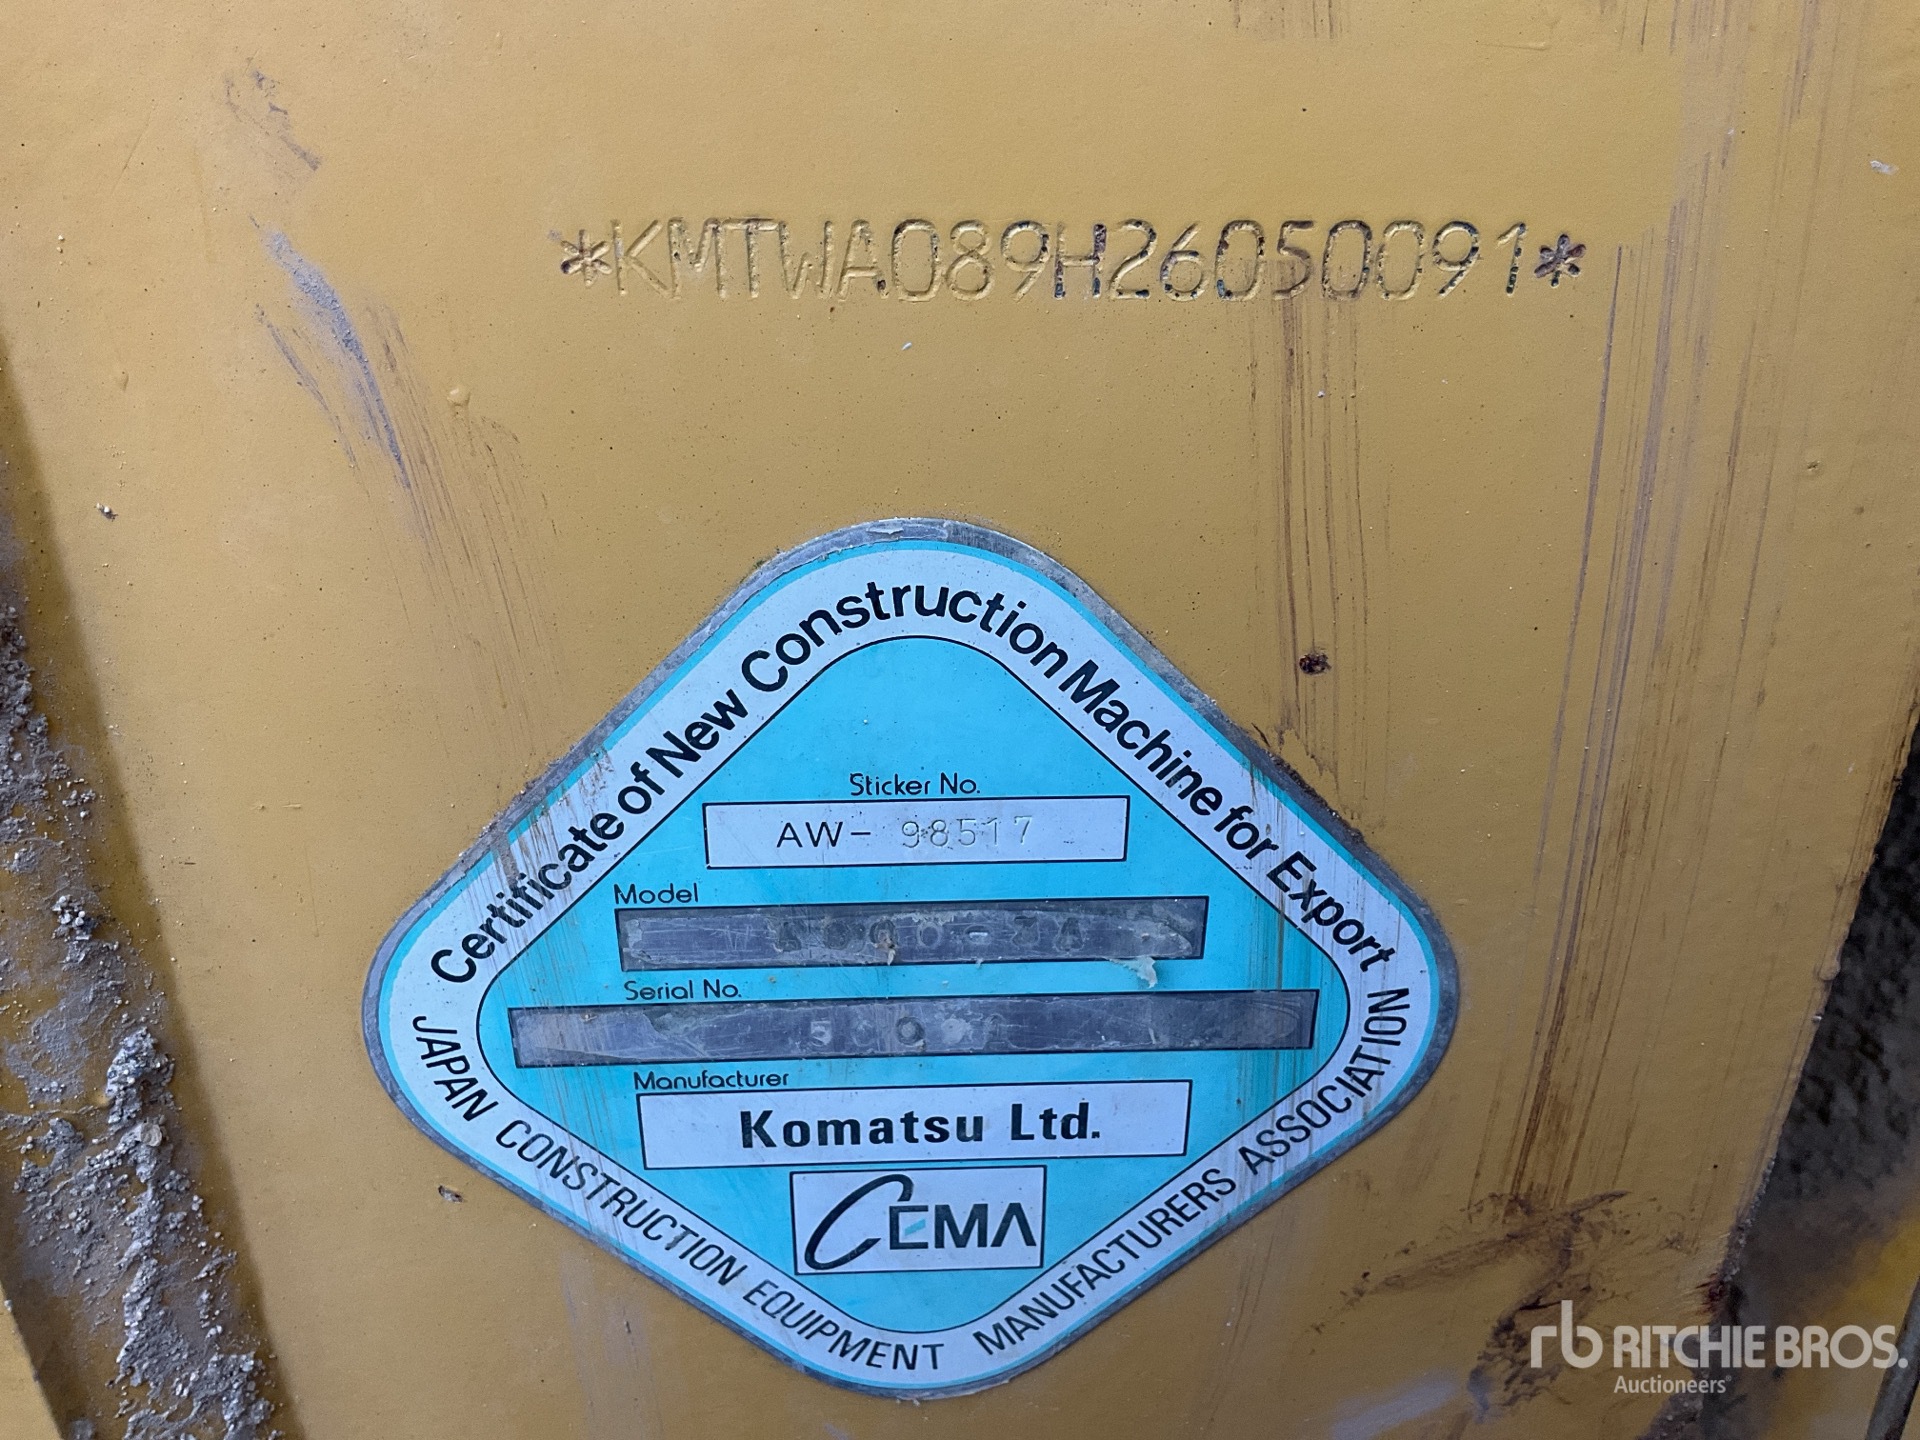 *KMTWA089H26050091*
Certificate of New Construction Machine for Export
Sticker No.
AW- 98517
Model
Serial No.
Manufacturer
Komatsu Ltd.
CEMA
JAPAN CONSTRUCTION EQUIPMENT MANUFACTURERS ASSOCIATION
rb RITCHIE BROS.
Auctioneers